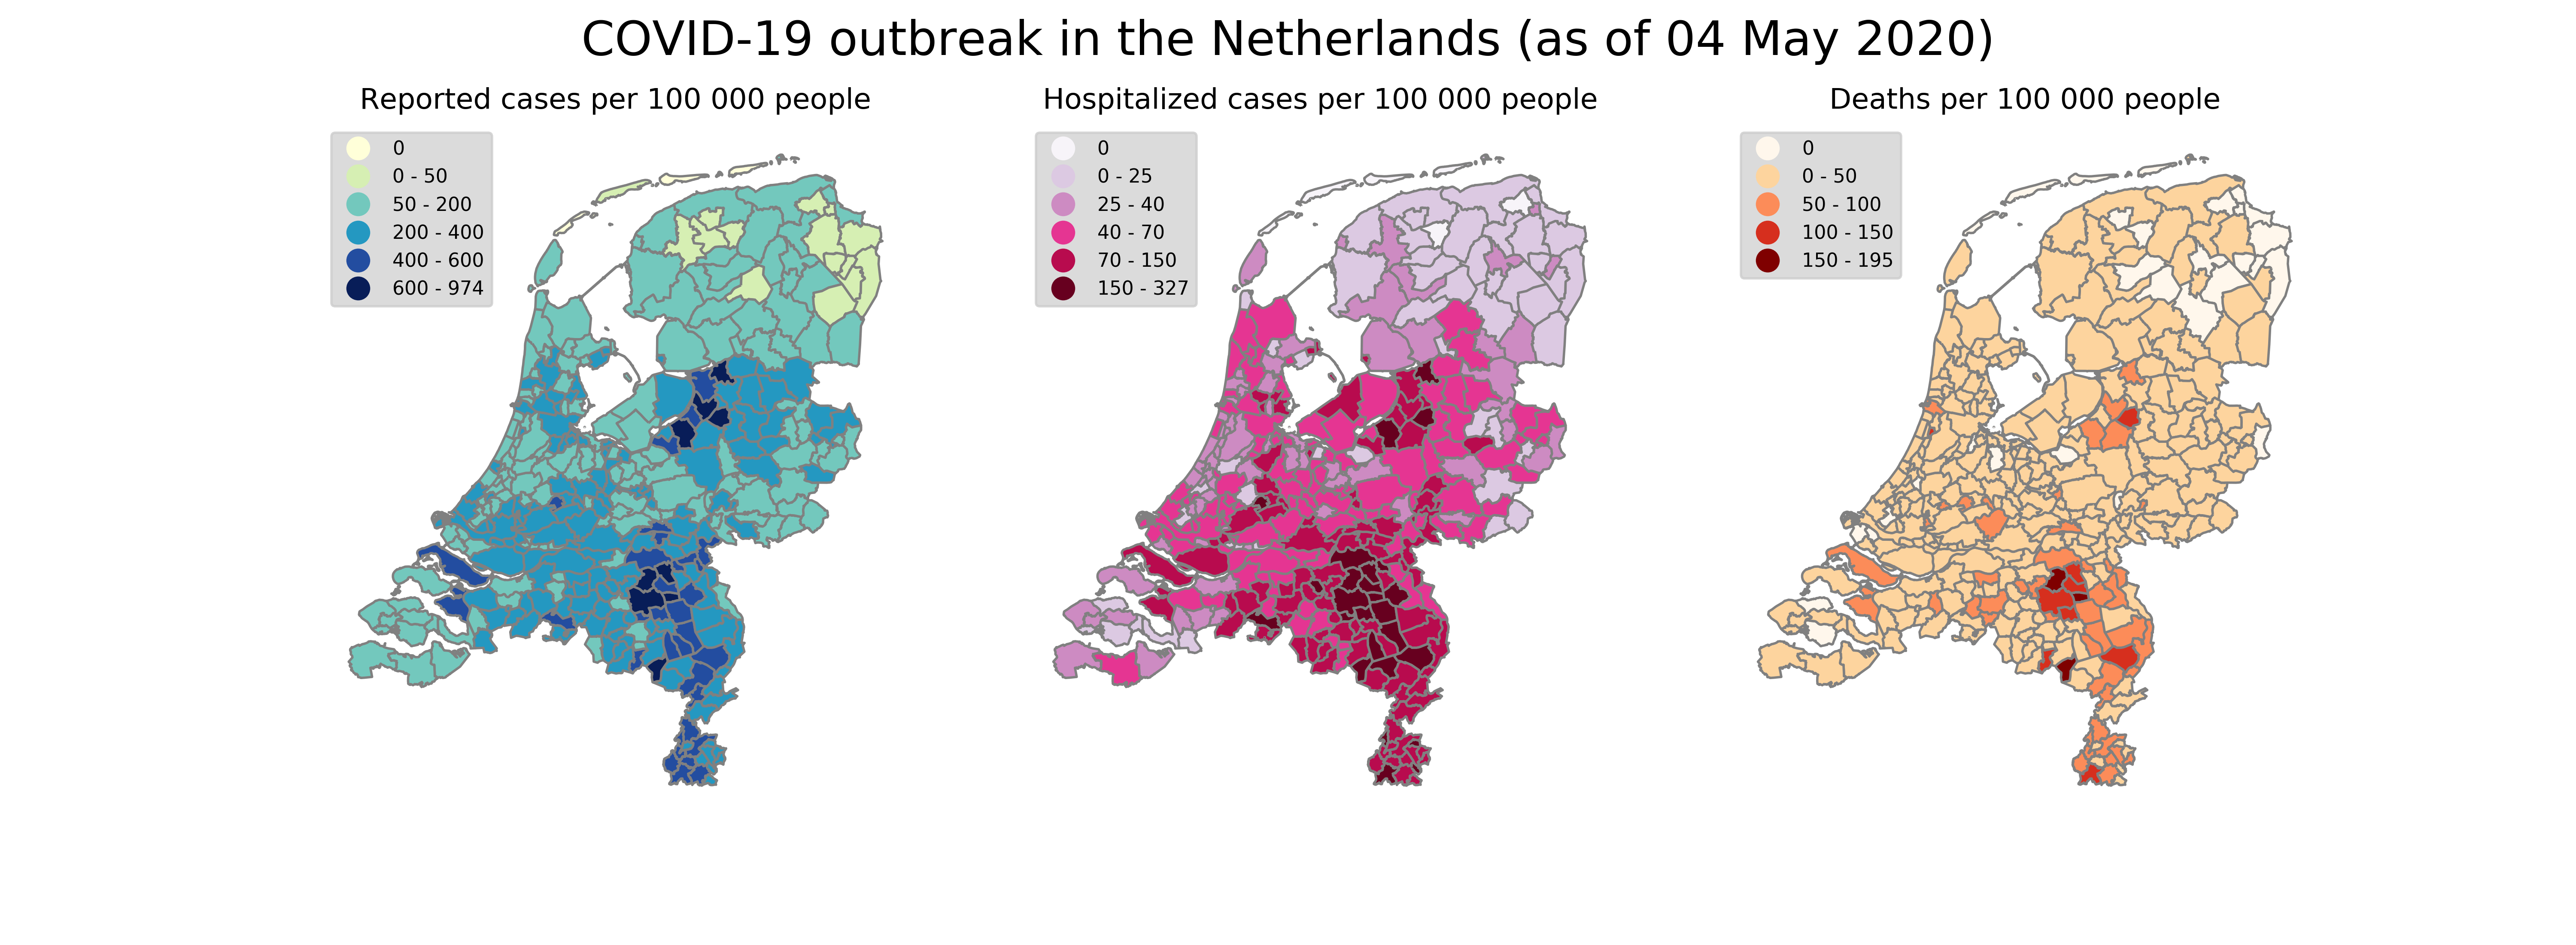 COVID-19 outbreak in the Netherlands (as of 04 May 2020)
Reported cases per 100 000 people
0
0 - 50
50 - 200
200 - 400
400 - 600
600 - 974
Hospitalized cases per 100 000 people
0
0 - 25
25 - 40
40 - 70
70 - 150
150 - 327
Deaths per 100 000 people
0
0 - 50
50 - 100
100 - 150
150 - 195